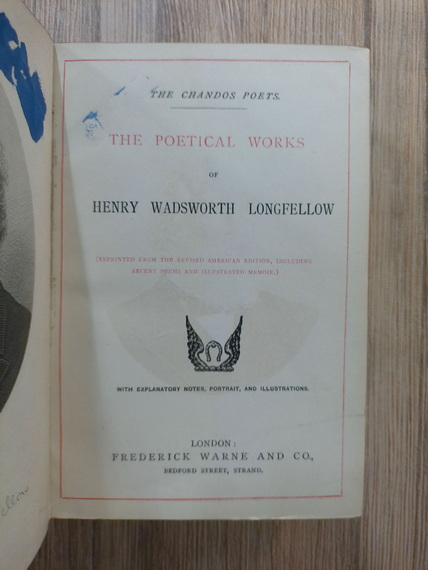 THE CHANDOS POETS.
THE POETICAL WORKS
OF
HENRY WADSWORTH LONGFELLOW
(REPRINTED FROM THE REVISED AMERICAN EDITION, INCLUDING
RECENT POEMS AND ILLUSTRATED MEMOIR.)
WITH EXPLANATORY NOTES, PORTRAIT, AND ILLUSTRATIONS.
LONDON:
FREDERICK WARNE AND CO.,
BEDFORD STREET, STRAND.